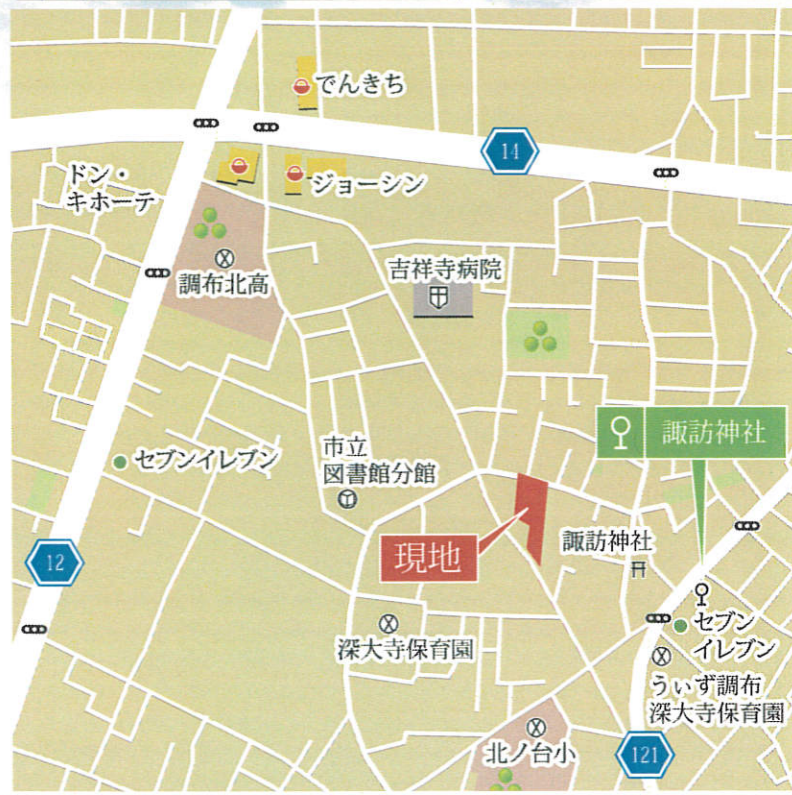 でんきち
14
ドン・
キホーテ
ジョーシン
吉祥寺病院
調布北高
諏訪神社
市立
図書館分館
セブンイレブン
現地
諏訪神社
12
セブン
イレブン
深大寺保育園
うぃず調布
深大寺保育園
北ノ台小
121